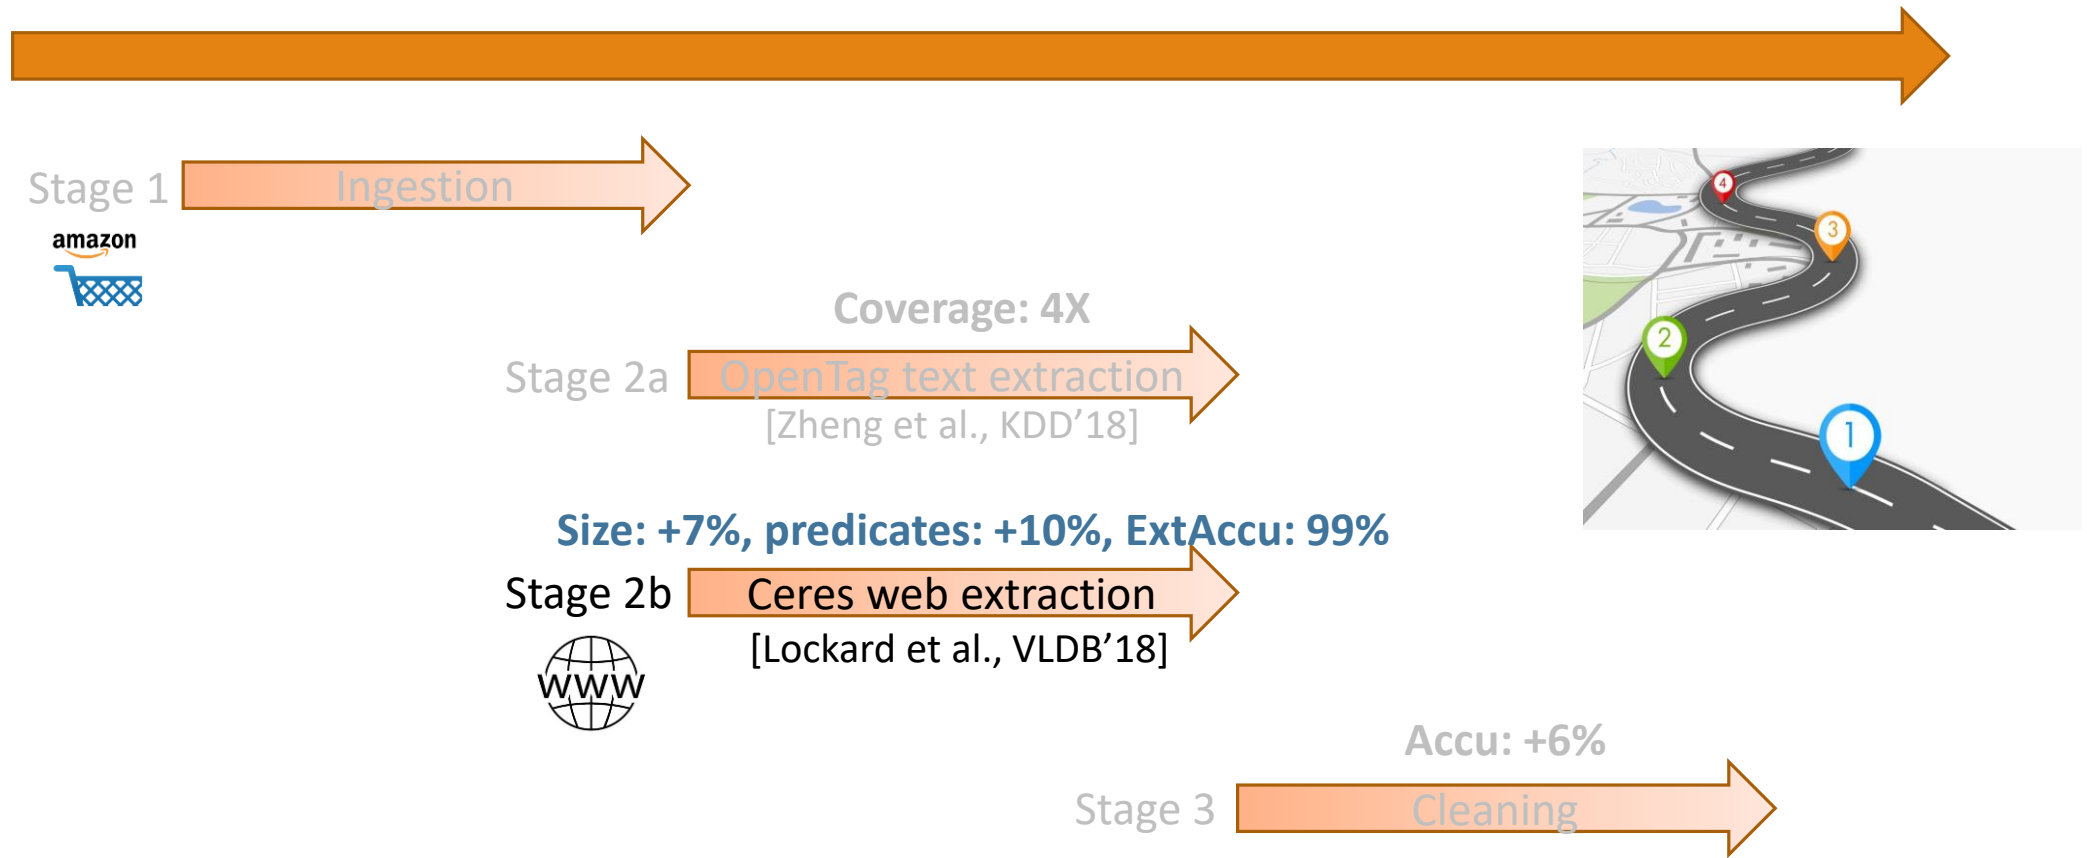 Stage 1
Ingestion
amazon
Coverage: 4X
Stage 2a
OpenTag text extraction
[Zheng et al., KDD’18]
Size: +7%, predicates: +10%, ExtAccu: 99%
Stage 2b
Ceres web extraction
[Lockard et al., VLDB’18]
WWW
Accu: +6%
Stage 3
Cleaning
4
3
2
1